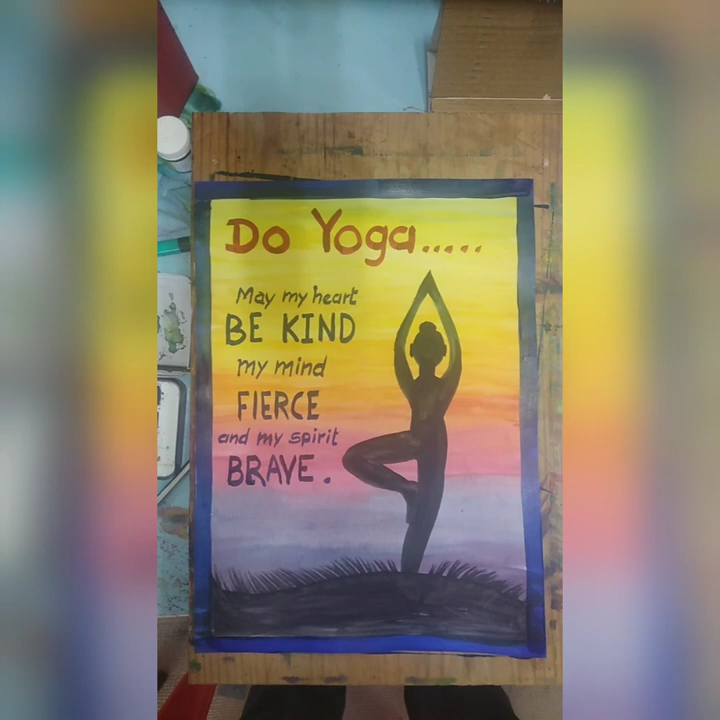 Do Yoga.....
May my heart
BE KIND
my mind
FIERCE
and my spirit
BRAVE.